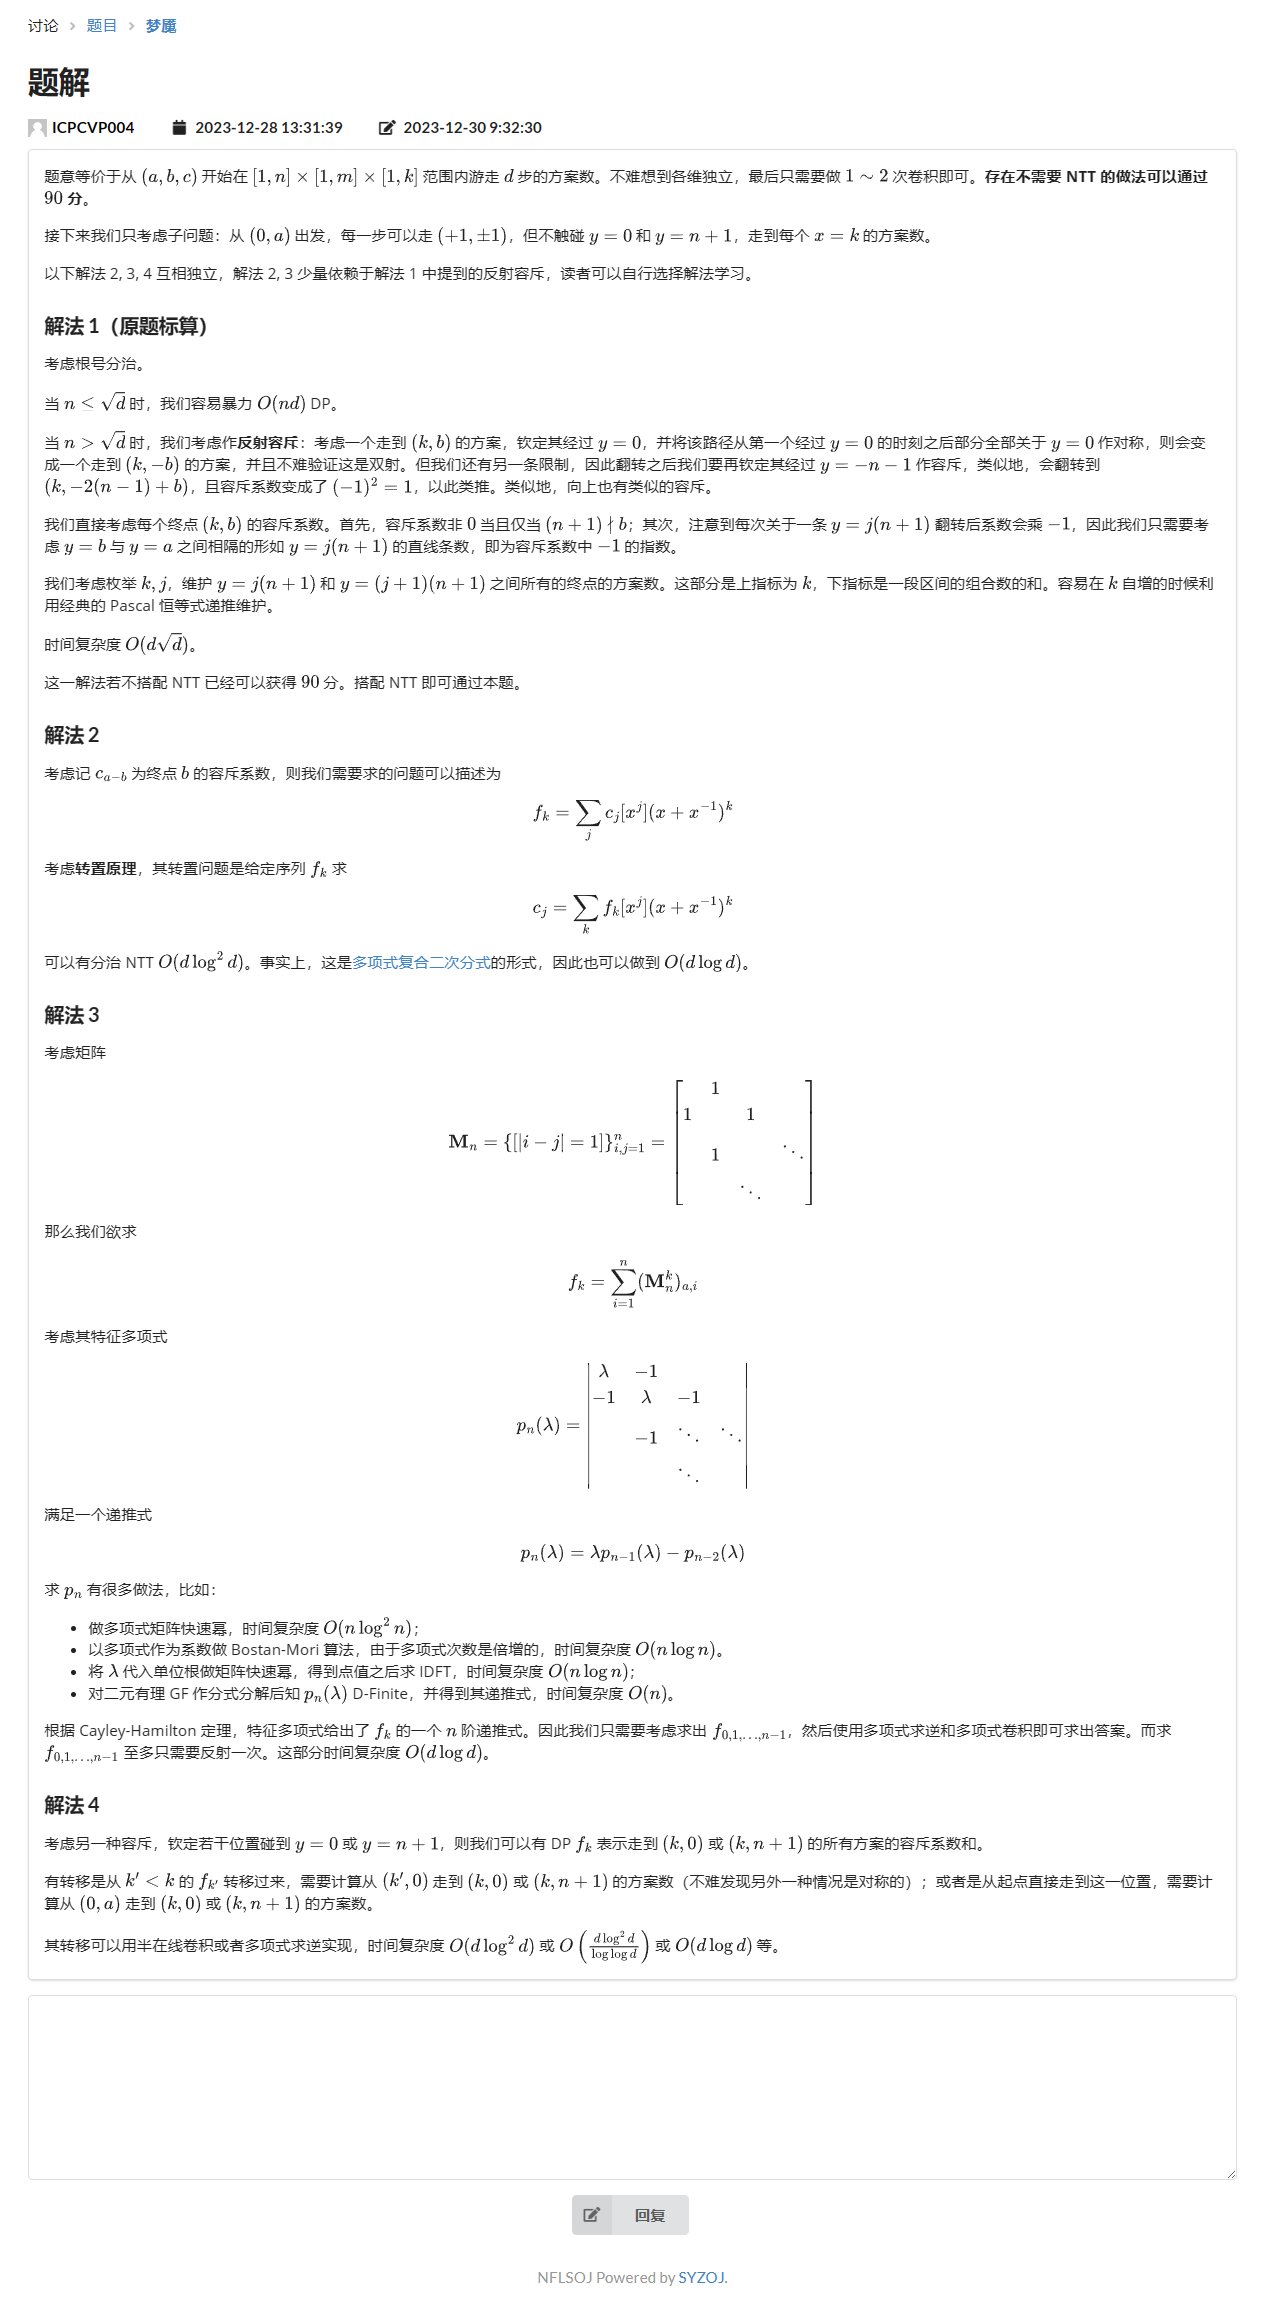 讨论 › 题目 › 梦魇
题解
ICPCVP004 2023-12-28 13:31:39 2023-12-30 9:32:30
题意等价于从 $(a, b, c)$ 开始在 $[1, n] \times [1, m] \times [1, k]$ 范围内游走 $d$ 步的方案数。不难想到各维独立，最后只需要做 $1 \sim 2$ 次卷积即可。存在不需要 NTT 的做法可以通过
$90$ 分。
接下来我们只考虑子问题：从 $(0, a)$ 出发，每一步可以走 $(+1, \pm 1)$，但不触碰 $y = 0$ 和 $y = n + 1$，走到每个 $x = k$ 的方案数。
以下解法 2, 3, 4 互相独立，解法 2, 3 少量依赖于解法 1 中提到的反射容斥，读者可以自行选择解法学习。
解法 1（原题标算）
考虑根号分治。
当 $n \leq \sqrt{d}$ 时，我们容易暴力 $O(nd)$ DP。
当 $n > \sqrt{d}$ 时，我们考虑作反射容斥：考虑一个走到 $(k, b)$ 的方案，钦定其经过 $y = 0$，并将该路径从第一个经过 $y = 0$ 的时刻之后部分全部关于 $y = 0$ 作对称，则会变
成一个走到 $(k, -b)$ 的方案，并且不难验证这是双射。但我们还有另一条限制，因此翻转之后我们要再钦定其经过 $y = -n - 1$ 作容斥，类似地，会翻转到
$(k, -2(n - 1) + b)$，且容斥系数变成了 $(-1)^2 = 1$，以此类推。类似地，向上也有类似的容斥。
我们直接考虑每个终点 $(k, b)$ 的容斥系数。首先，容斥系数非 $0$ 当且仅当 $(n + 1) \nmid b$；其次，注意到每次关于一条 $y = j(n + 1)$ 翻转后系数会乘 $-1$，因此我们只需要考
虑 $y = b$ 与 $y = a$ 之间相隔的形如 $y = j(n + 1)$ 的直线条数，即为容斥系数中 $-1$ 的指数。
我们考虑枚举 $k, j$，维护 $y = j(n + 1)$ 和 $y = (j + 1)(n + 1)$ 之间所有的终点的方案数。这部分是上指标为 $k$，下指标是一段区间的组合数的和。容易在 $k$ 自增的时候利
用经典的 Pascal 恒等式递推维护。
时间复杂度 $O(d\sqrt{d})$。
这一解法若不搭配 NTT 已经可以获得 $90$ 分。搭配 NTT 即可通过本题。
解法 2
考虑记 $c_{a-b}$ 为终点 $b$ 的容斥系数，则我们需要求的问题可以描述为
$f_k = \sum_j c_j [x^j](x + x^{-1})^k$
考虑转置原理，其转置问题是给定序列 $f_k$ 求
$c_j = \sum_k f_k [x^j](x + x^{-1})^k$
可以有分治 NTT $O(d \log^2 d)$。事实上，这是多项式复合二次分式的形式，因此也可以做到 $O(d \log d)$。
解法 3
考虑矩阵
$\mathbf{M}_n = \{[|i - j| = 1]\}_{i,j=1}^n = \begin{bmatrix} & 1 & & \\ 1 & & 1 & \\ & 1 & & \ddots \\ & & \ddots & \end{bmatrix}$
那么我们欲求
$f_k = \sum_{i=1}^n (\mathbf{M}_n^k)_{a,i}$
考虑其特征多项式
$p_n(\lambda) = \begin{vmatrix} \lambda & -1 & & \\ -1 & \lambda & -1 & \\ & -1 & \ddots & \ddots \\ & & \ddots & \end{vmatrix}$
满足一个递推式
$p_n(\lambda) = \lambda p_{n-1}(\lambda) - p_{n-2}(\lambda)$
求 $p_n$ 有很多做法，比如：
• 做多项式矩阵快速幂，时间复杂度 $O(n \log^2 n)$；
• 以多项式作为系数做 Bostan-Mori 算法，由于多项式次数是倍增的，时间复杂度 $O(n \log n)$。
• 将 $\lambda$ 代入单位根做矩阵快速幂，得到点值之后求 IDFT，时间复杂度 $O(n \log n)$；
• 对二元有理 GF 作分式分解后知 $p_n(\lambda)$ D-Finite，并得到其递推式，时间复杂度 $O(n)$。
根据 Cayley-Hamilton 定理，特征多项式给出了 $f_k$ 的一个 $n$ 阶递推式。因此我们只需要考虑求出 $f_{0,1,\ldots,n-1}$，然后使用多项式求逆和多项式卷积即可求出答案。而求
$f_{0,1,\ldots,n-1}$ 至多只需要反射一次。这部分时间复杂度 $O(d \log d)$。
解法 4
考虑另一种容斥，钦定若干位置碰到 $y = 0$ 或 $y = n + 1$，则我们可以有 DP $f_k$ 表示走到 $(k, 0)$ 或 $(k, n + 1)$ 的所有方案的容斥系数和。
有转移是从 $k' < k$ 的 $f_{k'}$ 转移过来，需要计算从 $(k', 0)$ 走到 $(k, 0)$ 或 $(k, n + 1)$ 的方案数（不难发现另外一种情况是对称的）；或者是从起点直接走到这一位置，需要计
算从 $(0, a)$ 走到 $(k, 0)$ 或 $(k, n + 1)$ 的方案数。
其转移可以用半在线卷积或者多项式求逆实现，时间复杂度 $O(d \log^2 d)$ 或 $O\left(\frac{d \log^2 d}{\log \log d}\right)$ 或 $O(d \log d)$ 等。
回复
NFLSOJ Powered by SYZOJ.